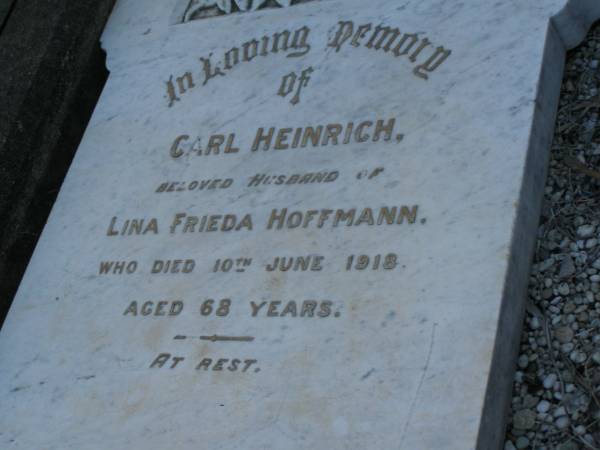 In Loving Memory
of
CARL HEINRICH,
BELOVED HUSBAND OF
LINA FRIEDA HOFFMANN.
WHO DIED 10TH JUNE 1918.
AGED 68 YEARS.
AT REST.